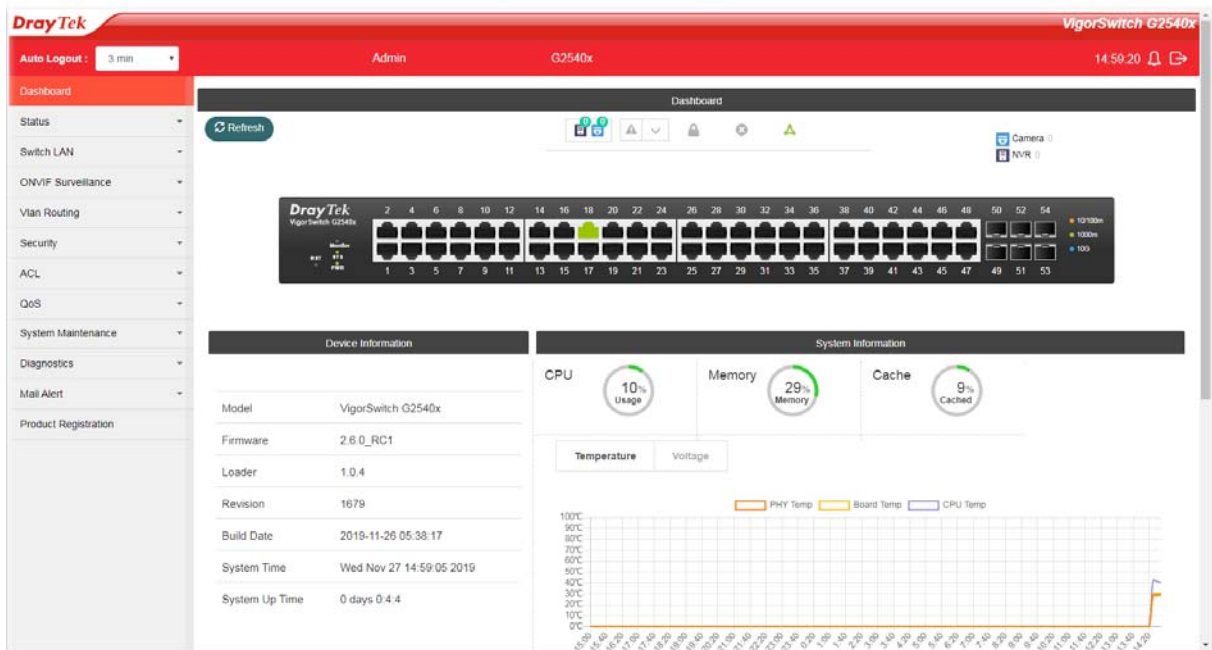 DrayTek
VigorSwitch G2540x
Auto Logout : 3 min
Admin
G2540x
14:59:20
Dashboard
Status
Switch LAN
ONVIF Surveillance
Vlan Routing
Security
ACL
QoS
System Maintenance
Diagnostics
Mail Alert
Product Registration
Dashboard
Refresh
0 0
Camera 0
NVR 0
DrayTek
VigorSwitch G2540x
2 4 6 8 10 12 14 16 18 20 22 24 26 28 30 32 34 36 38 40 42 44 46 48 50 52 54
10/100m
1000m
10G
Monitor
RST SYS
PWR
1 3 5 7 9 11 13 15 17 19 21 23 25 27 29 31 33 35 37 39 41 43 45 47 49 51 53
Device Information
Model VigorSwitch G2540x
Firmware 2.6.0_RC1
Loader 1.0.4
Revision 1679
Build Date 2019-11-26 05:38:17
System Time Wed Nov 27 14:59:05 2019
System Up Time 0 days 0:4:4
System Information
CPU
10%
Usage
Memory
29%
Memory
Cache
9%
Cached
Temperature
Voltage
PHY Temp
Board Temp
CPU Temp
100℃
90℃
80℃
70℃
60℃
50℃
40℃
30℃
20℃
10℃
0℃